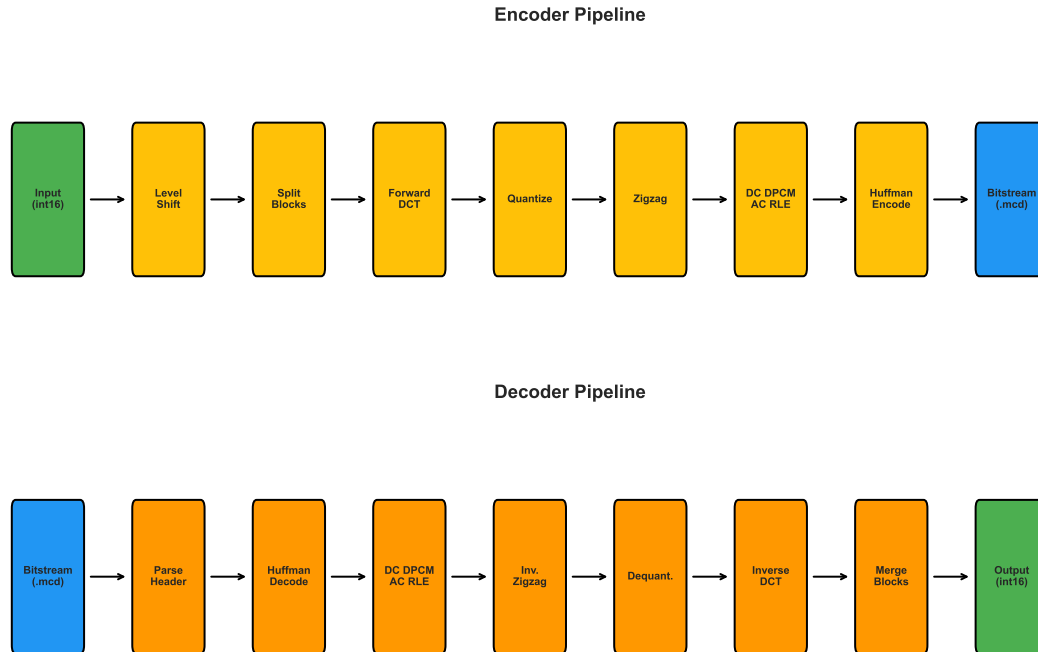 Encoder Pipeline
Input
(int16)
Level
Shift
Split
Blocks
Forward
DCT
Quantize
Zigzag
DC DPCM
AC RLE
Huffman
Encode
Bitstream
(.mcd)
Decoder Pipeline
Bitstream
(.mcd)
Parse
Header
Huffman
Decode
DC DPCM
AC RLE
Inv.
Zigzag
Dequant.
Inverse
DCT
Merge
Blocks
Output
(int16)